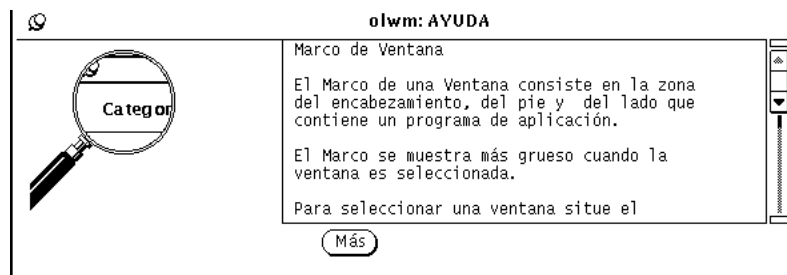 olwm: AYUDA
Categor
Marco de Ventana
El Marco de una Ventana consiste en la zona
del encabezamiento, del pie y  del lado que
contiene un programa de aplicación.
El Marco se muestra más grueso cuando la
ventana es seleccionada.
Para seleccionar una ventana situe el
Más